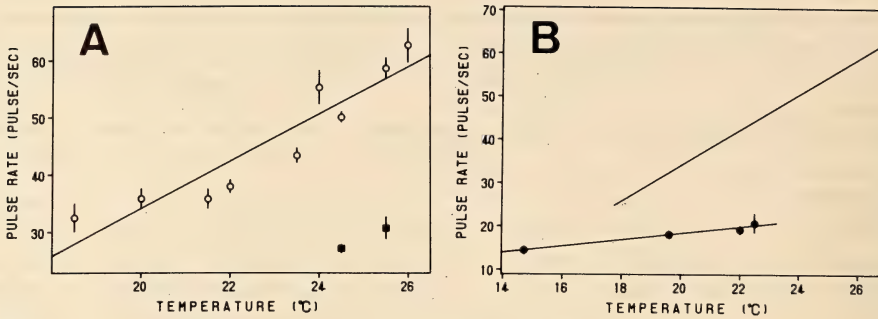 A
PULSE RATE (PULSE/SEC)
60
50
40
30
20 22 24 26
TEMPERATURE (°C)
B
PULSE RATE (PULSE/SEC)
70
60
50
40
30
20
10
14 16 18 20 22 24 26
TEMPERATURE (°C)